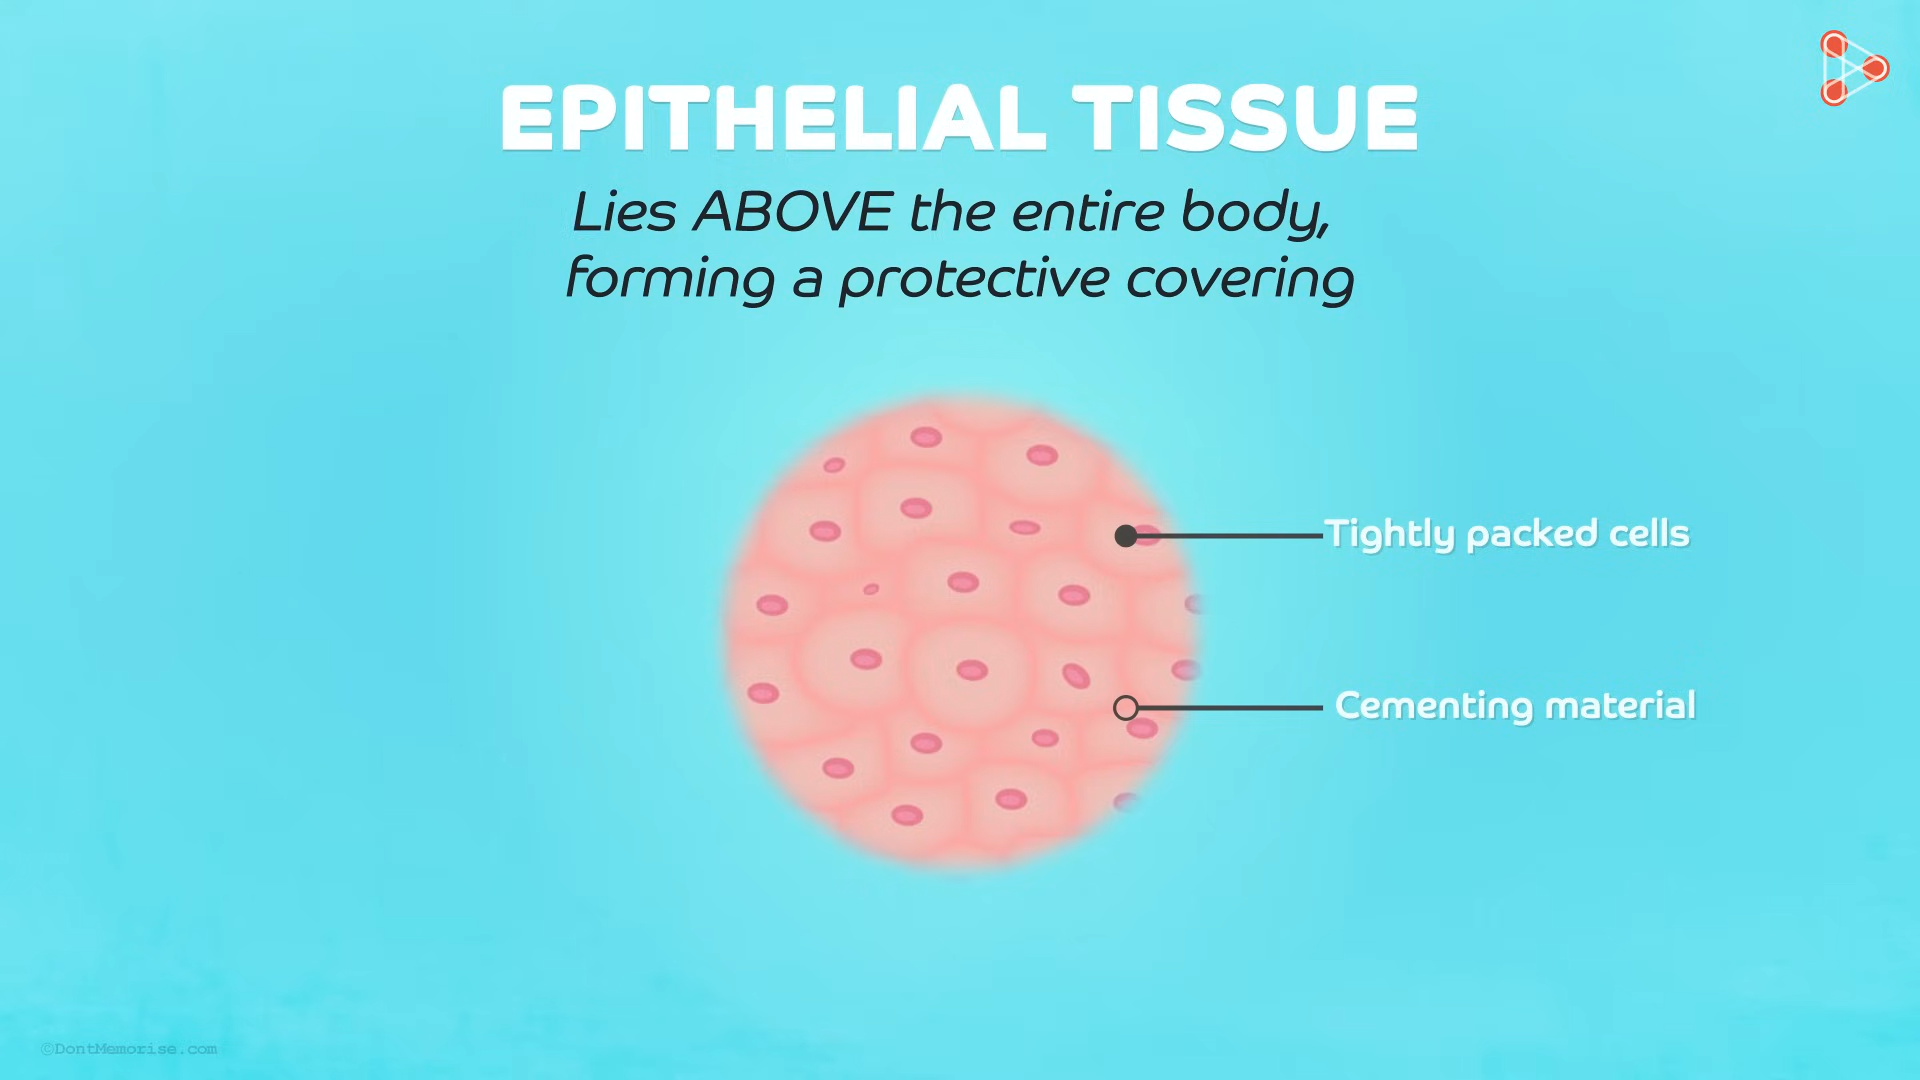 EPITHELIAL TISSUE
Lies ABOVE the entire body,
forming a protective covering
Tightly packed cells
Cementing material
©DontMemorise.com